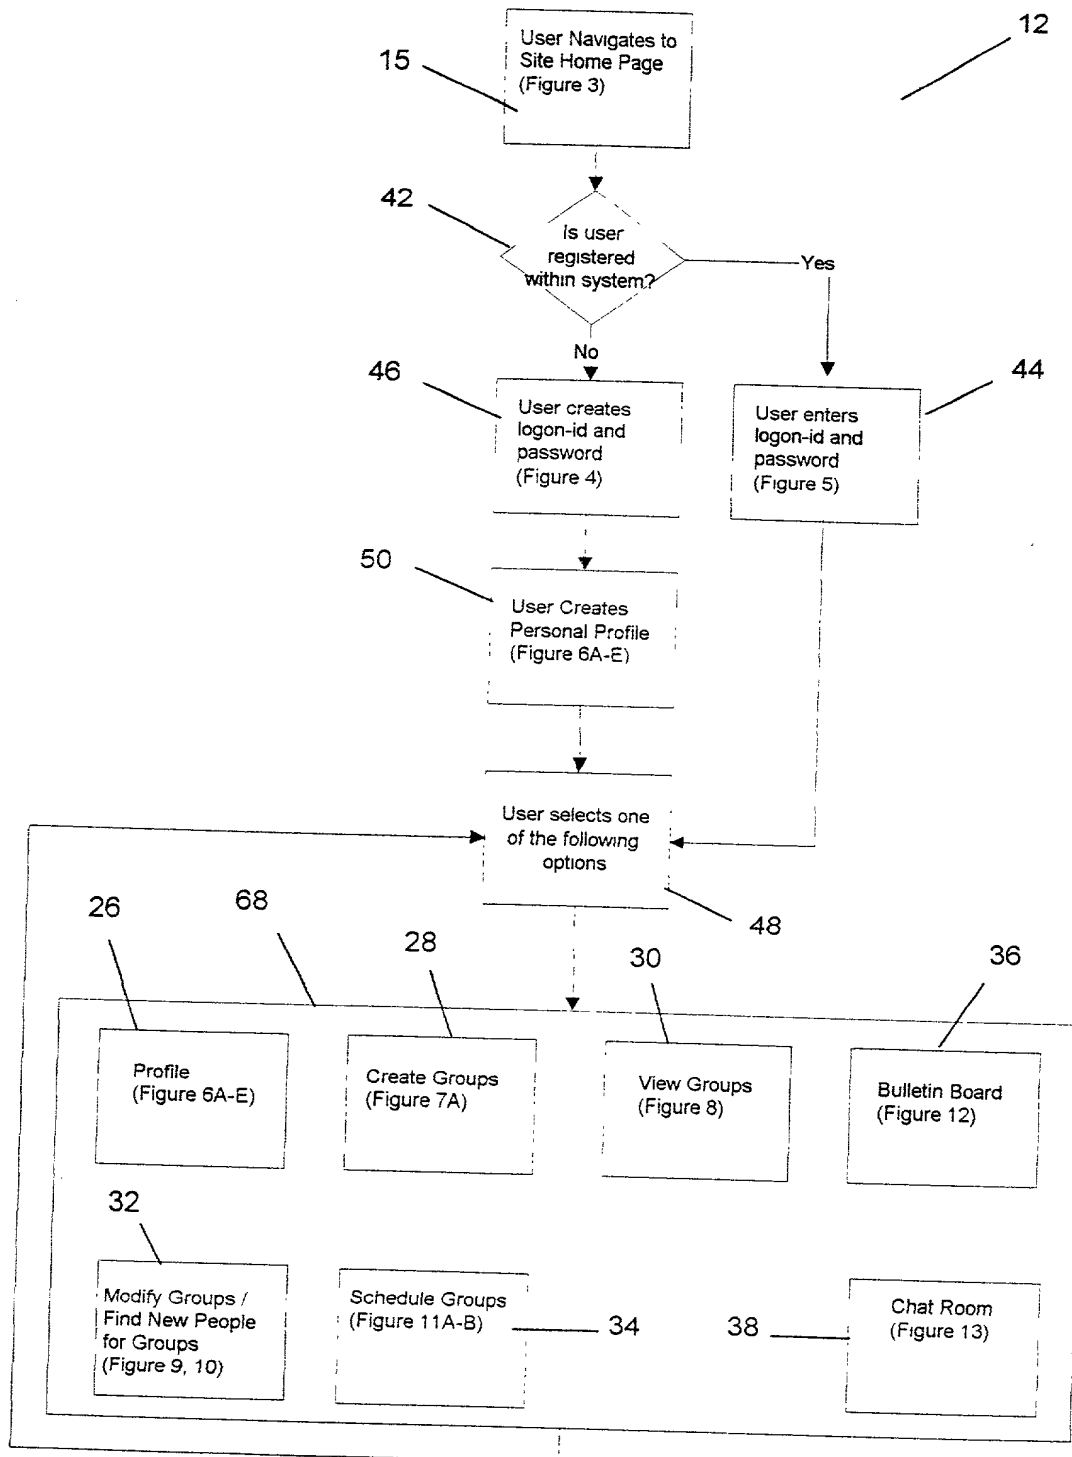 12
User Navigates to
Site Home Page
(Figure 3)
15
42
Is user
registered
within system?
Yes
No
46
User creates
logon-id and
password
(Figure 4)
44
User enters
logon-id and
password
(Figure 5)
50
User Creates
Personal Profile
(Figure 6A-E)
User selects one
of the following
options
48
26
68
28
30
36
Profile
(Figure 6A-E)
Create Groups
(Figure 7A)
View Groups
(Figure 8)
Bulletin Board
(Figure 12)
32
Modify Groups /
Find New People
for Groups
(Figure 9, 10)
Schedule Groups
(Figure 11A-B)
34
38
Chat Room
(Figure 13)